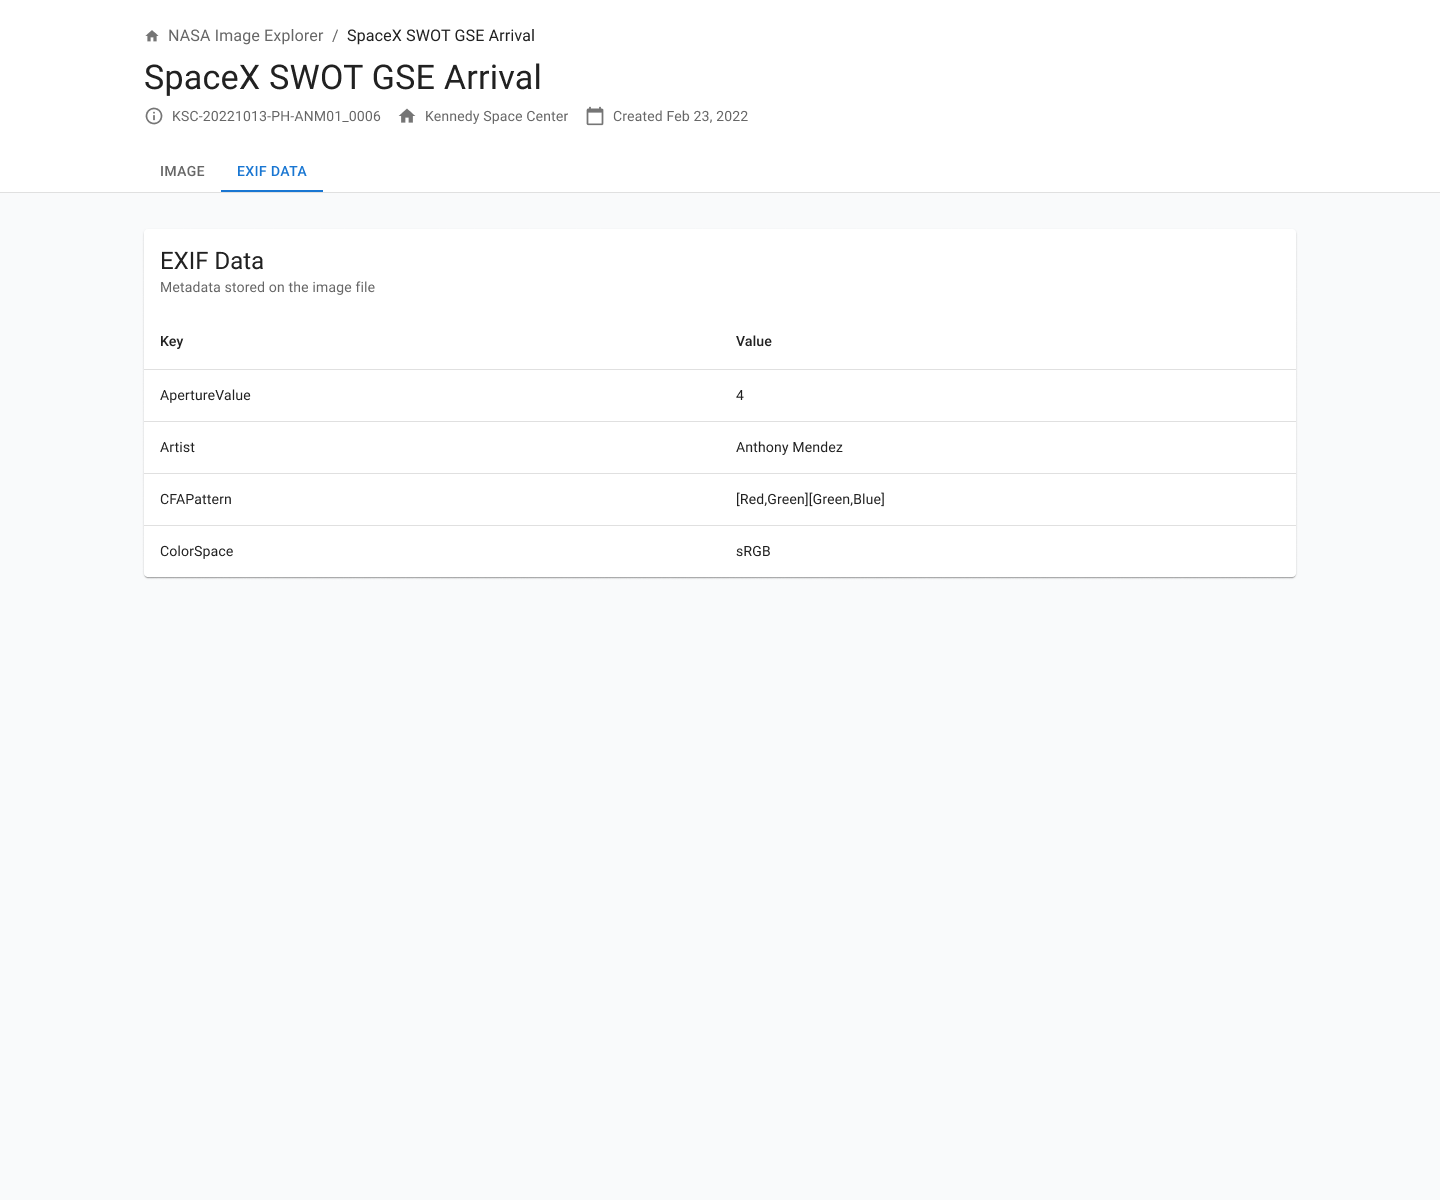 NASA Image Explorer / SpaceX SWOT GSE Arrival
SpaceX SWOT GSE Arrival
KSC-20221013-PH-ANM01_0006 Kennedy Space Center Created Feb 23, 2022
IMAGE EXIF DATA
EXIF Data
Metadata stored on the image file
Key Value
ApertureValue 4
Artist Anthony Mendez
CFAPattern [Red,Green][Green,Blue]
ColorSpace sRGB